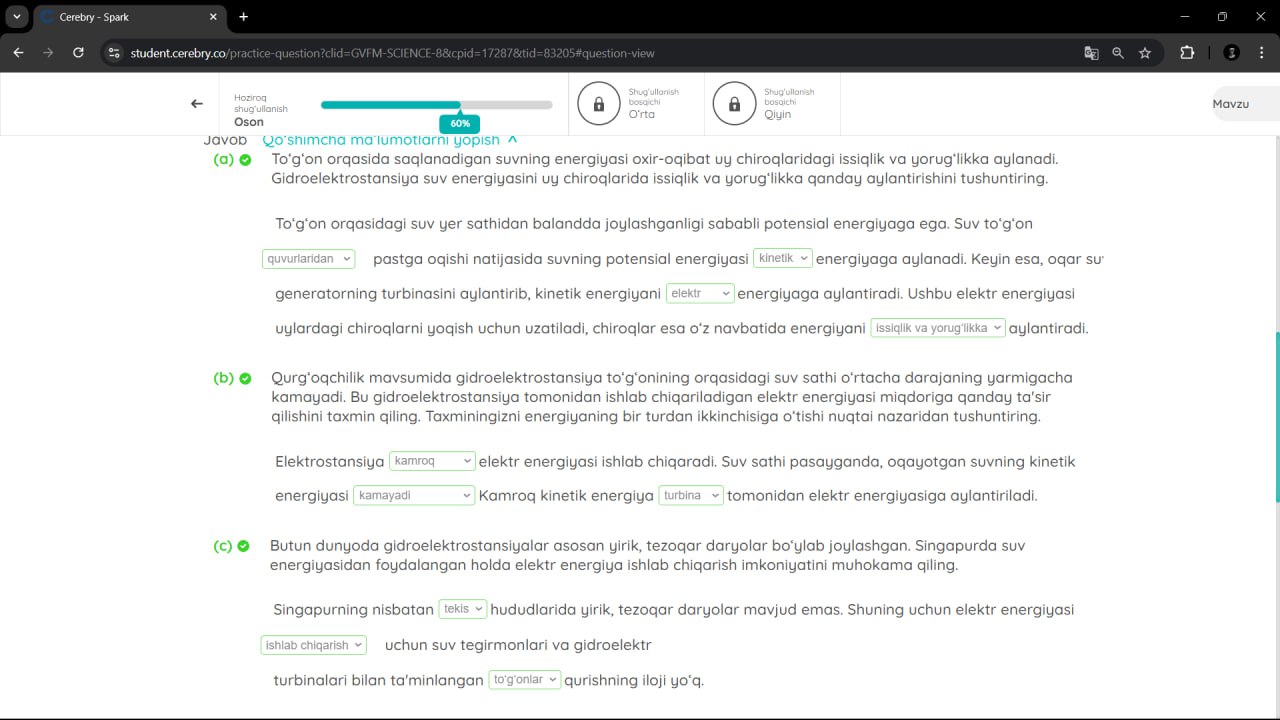 Cerebry - Spark
student.cerebry.co/practice-question?clid=GVFM-SCIENCE-8&cpid=17287&tid=83205#question-view
Hoziroq
shug'ullanish
Oson
60%
Shug'ullanish
bosqichi
O'rta
Shug'ullanish
bosqichi
Qiyin
Mavzu
Javob Qo'shimcha ma'lumotlarni yopish ^
(a) To'g'on orqasida saqlanadigan suvning energiyasi oxir-oqibat uy chiroqlaridagi issiqlik va yorug'likka aylanadi.
Gidroelektrostansiya suv energiyasini uy chiroqlarida issiqlik va yorug'likka qanday aylantirishini tushuntiring.
To'g'on orqasidagi suv yer sathidan balandda joylashganligi sababli potensial energiyaga ega. Suv to'g'on
quvurlaridan pastga oqishi natijasida suvning potensial energiyasi kinetik energiyaga aylanadi. Keyin esa, oqar suv
generatorning turbinasini aylantirib, kinetik energiyani elektr energiyaga aylantiradi. Ushbu elektr energiyasi
uylardagi chiroqlarni yoqish uchun uzatiladi, chiroqlar esa o'z navbatida energiyani issiqlik va yorug'likka aylantiradi.
(b) Qurg'oqchilik mavsumida gidroelektrostansiya to'g'onining orqasidagi suv sathi o'rtacha darajaning yarmigacha
kamayadi. Bu gidroelektrostansiya tomonidan ishlab chiqariladigan elektr energiyasi miqdoriga qanday ta'sir
qilishini taxmin qiling. Taxminingizni energiyaning bir turdan ikkinchisiga o'tishi nuqtai nazaridan tushuntiring.
Elektrostansiya kamroq elektr energiyasi ishlab chiqaradi. Suv sathi pasayganda, oqayotgan suvning kinetik
energiyasi kamayadi Kamroq kinetik energiya turbina tomonidan elektr energiyasiga aylantiriladi.
(c) Butun dunyoda gidroelektrostansiyalar asosan yirik, tezoqar daryolar bo'ylab joylashgan. Singapurda suv
energiyasidan foydalangan holda elektr energiya ishlab chiqarish imkoniyatini muhokama qiling.
Singapurning nisbatan tekis hududlarida yirik, tezoqar daryolar mavjud emas. Shuning uchun elektr energiyasi
ishlab chiqarish uchun suv tegirmonlari va gidroelektr
turbinalari bilan ta'minlangan to'g'onlar qurishning iloji yo'q.